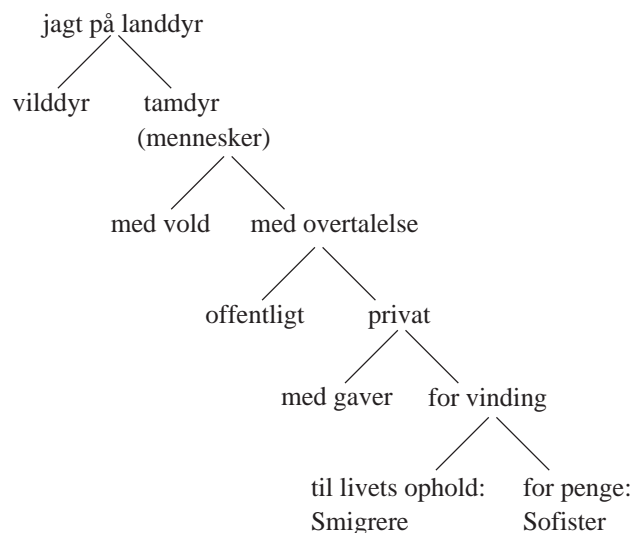 jagt på landdyr
vilddyr tamdyr
(mennesker)
med vold med overtalelse
offentligt privat
med gaver for vinding
til livets ophold: for penge:
Smigrere Sofister